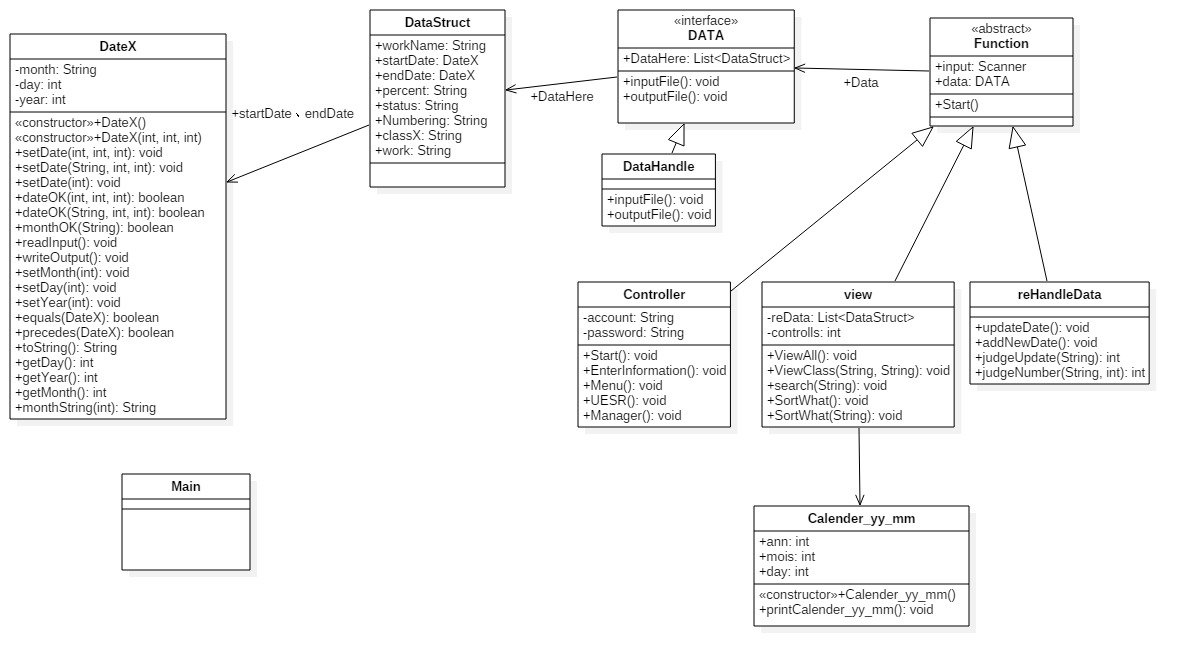 DateX
-month: String
-day: int
-year: int
«constructor»+DateX()
«constructor»+DateX(int, int, int)
+setDate(int, int, int): void
+setDate(String, int, int): void
+setDate(int): void
+dateOK(int, int, int): boolean
+dateOK(String, int, int): boolean
+monthOK(String): boolean
+readInput(): void
+writeOutput(): void
+setMonth(int): void
+setDay(int): void
+setYear(int): void
+equals(DateX): boolean
+precedes(DateX): boolean
+toString(): String
+getDay(): int
+getYear(): int
+getMonth(): int
+monthString(int): String
+startDate、endDate
DataStruct
+workName: String
+startDate: DateX
+endDate: DateX
+percent: String
+status: String
+Numbering: String
+classX: String
+work: String
+DataHere
«interface»
DATA
+DataHere: List<DataStruct>
+inputFile(): void
+outputFile(): void
+Data
«abstract»
Function
+input: Scanner
+data: DATA
+Start()
DataHandle
+inputFile(): void
+outputFile(): void
Controller
-account: String
-password: String
+Start(): void
+EnterInformation(): void
+Menu(): void
+UESR(): void
+Manager(): void
view
-reData: List<DataStruct>
-controlls: int
+ViewAll(): void
+ViewClass(String, String): void
+search(String): void
+SortWhat(): void
+SortWhat(String): void
reHandleData
+updateDate(): void
+addNewDate(): void
+judgeUpdate(String): int
+judgeNumber(String, int): int
Main
Calender_yy_mm
+ann: int
+mois: int
+day: int
«constructor»+Calender_yy_mm()
+printCalender_yy_mm(): void